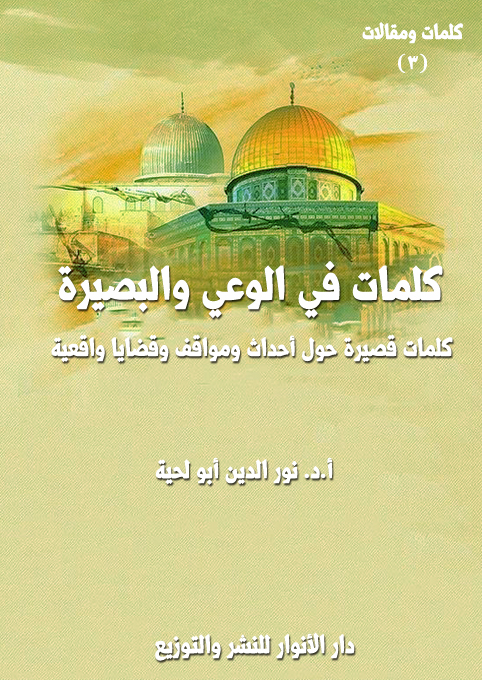 كلمات ومقالات
(٣)
كلمات في الوعي والبصيرة
كلمات قصيرة حول أحداث ومواقف وقضايا واقعية
أ.د. نور الدين أبو لحية
دار الأنوار للنشر والتوزيع